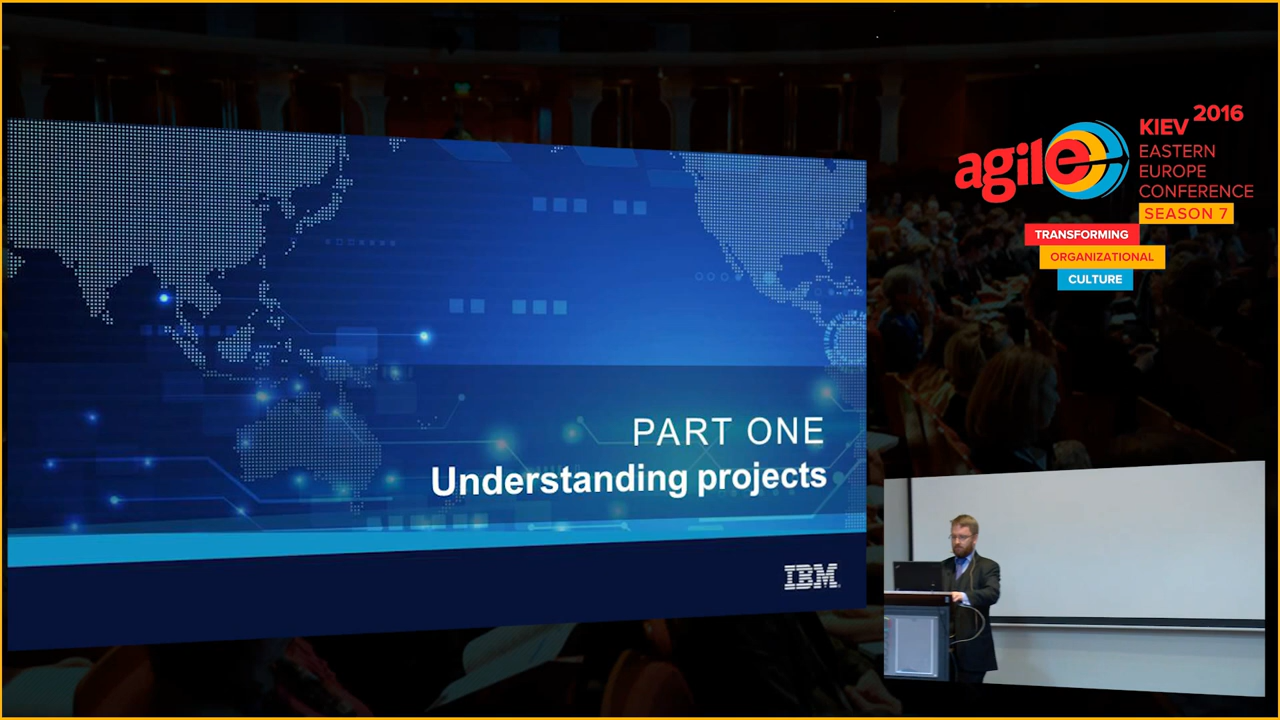 PART ONE
Understanding projects
IBM
agile
KIEV 2016
EASTERN
EUROPE
CONFERENCE
SEASON 7
TRANSFORMING
ORGANIZATIONAL
CULTURE